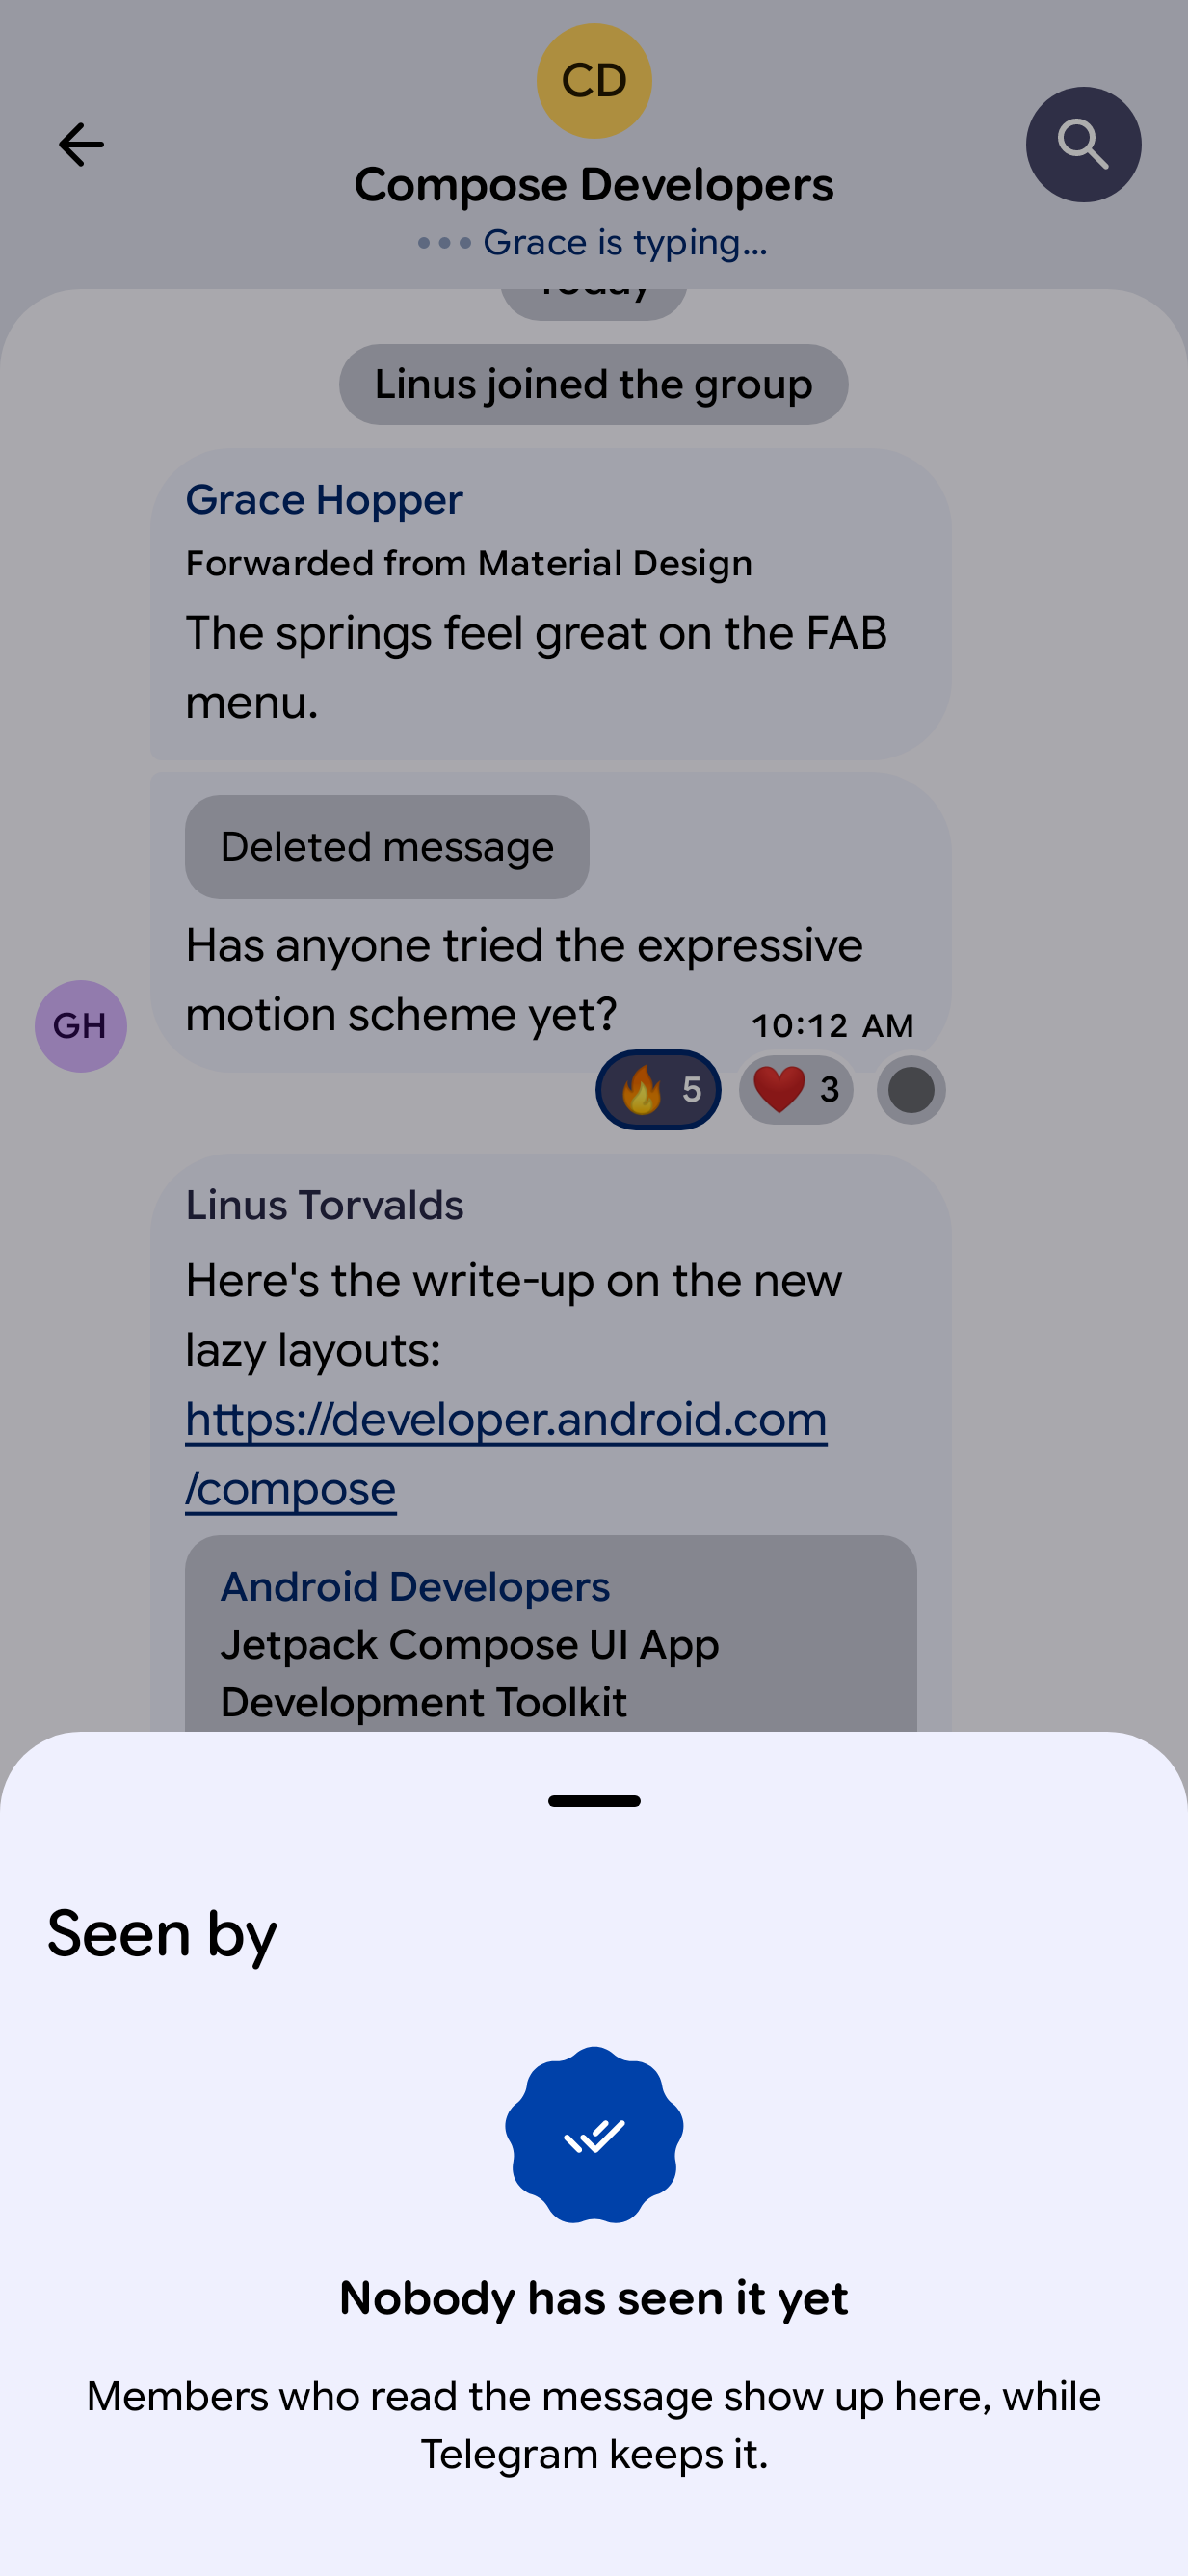 CD
Compose Developers
Grace is typing...
Today
Linus joined the group
Grace Hopper
Forwarded from Material Design
The springs feel great on the FAB
menu.
Deleted message
Has anyone tried the expressive
motion scheme yet?
10:12 AM
GH
🔥 5
❤️ 3
Linus Torvalds
Here's the write-up on the new
lazy layouts:
https://developer.android.com
/compose
Android Developers
Jetpack Compose UI App
Development Toolkit
Seen by
Nobody has seen it yet
Members who read the message show up here, while
Telegram keeps it.